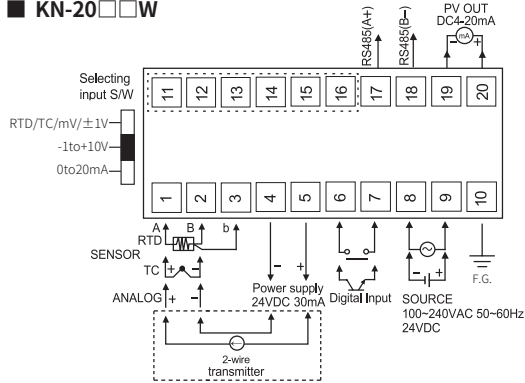 ■ KN-20□□W
RS485(A+)
RS485(B−)
PV OUT
DC4-20mA
− mA +
Selecting
input S/W
RTD/TC/mV/±1V
-1to+10V
0to20mA
11 12 13 14 15 16 17 18 19 20
1 2 3 4 5 6 7 8 9 10
A B b
RTD
SENSOR
TC + −
ANALOG + −
− +
Power supply
24VDC 30mA
Digital Input
− +
SOURCE
100~240VAC 50~60Hz
24VDC
F.G.
2-wire
transmitter